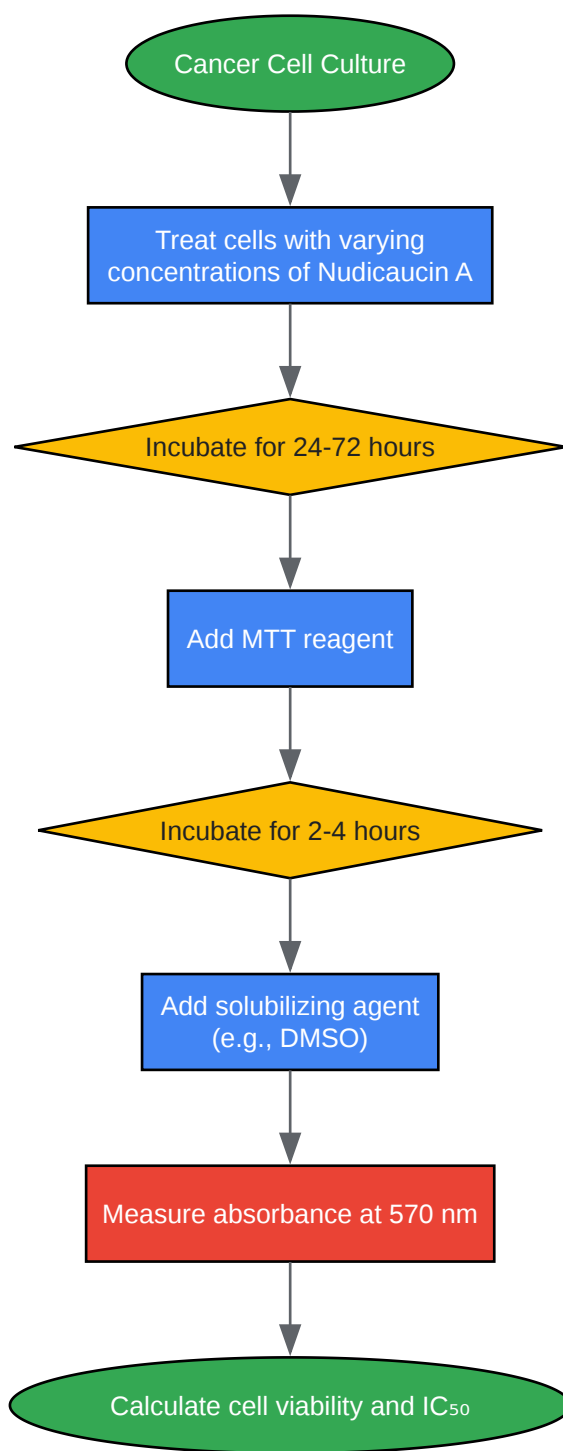 Cancer Cell Culture
Treat cells with varying
concentrations of Nudicaucin A
Incubate for 24-72 hours
Add MTT reagent
Incubate for 2-4 hours
Add solubilizing agent
(e.g., DMSO)
Measure absorbance at 570 nm
Calculate cell viability and IC₅₀